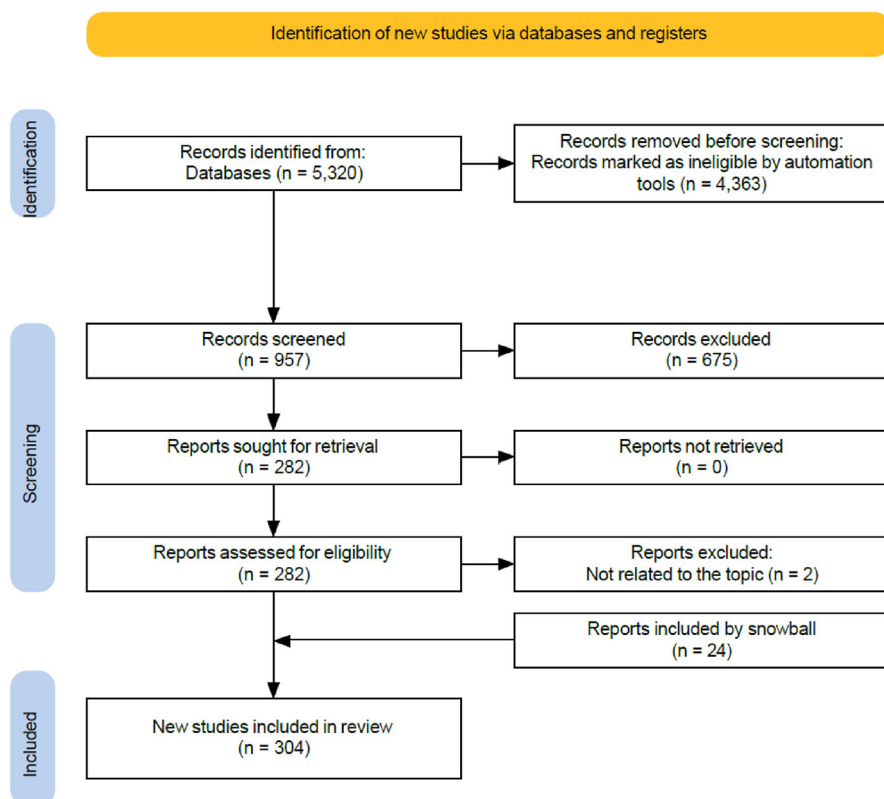 Identification of new studies via databases and registers
Identification
Records identified from:
Databases (n = 5,320)
Records removed before screening:
Records marked as ineligible by automation
tools (n = 4,363)
Screening
Records screened
(n = 957)
Records excluded
(n = 675)
Reports sought for retrieval
(n = 282)
Reports not retrieved
(n = 0)
Reports assessed for eligibility
(n = 282)
Reports excluded:
Not related to the topic (n = 2)
Reports included by snowball
(n = 24)
Included
New studies included in review
(n = 304)